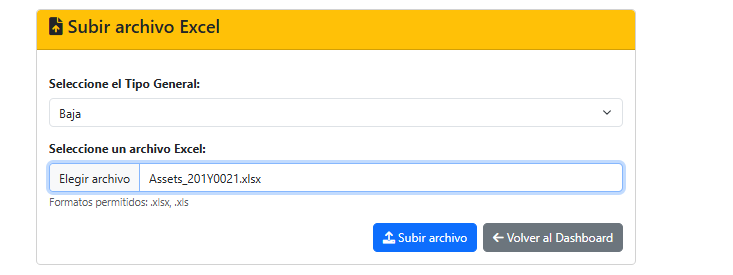 Subir archivo Excel
Seleccione el Tipo General:
Baja
Seleccione un archivo Excel:
Elegir archivo Assets_201Y0021.xlsx
Formatos permitidos: .xlsx, .xls
Subir archivo Volver al Dashboard